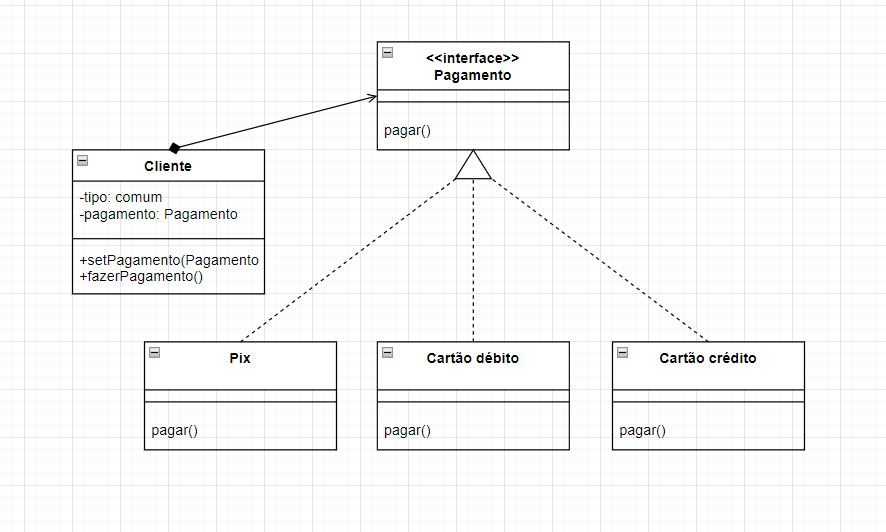 <<interface>>
Pagamento
pagar()
Cliente
-tipo: comum
-pagamento: Pagamento
+setPagamento(Pagamento
+fazerPagamento()
Pix
pagar()
Cartão débito
pagar()
Cartão crédito
pagar()